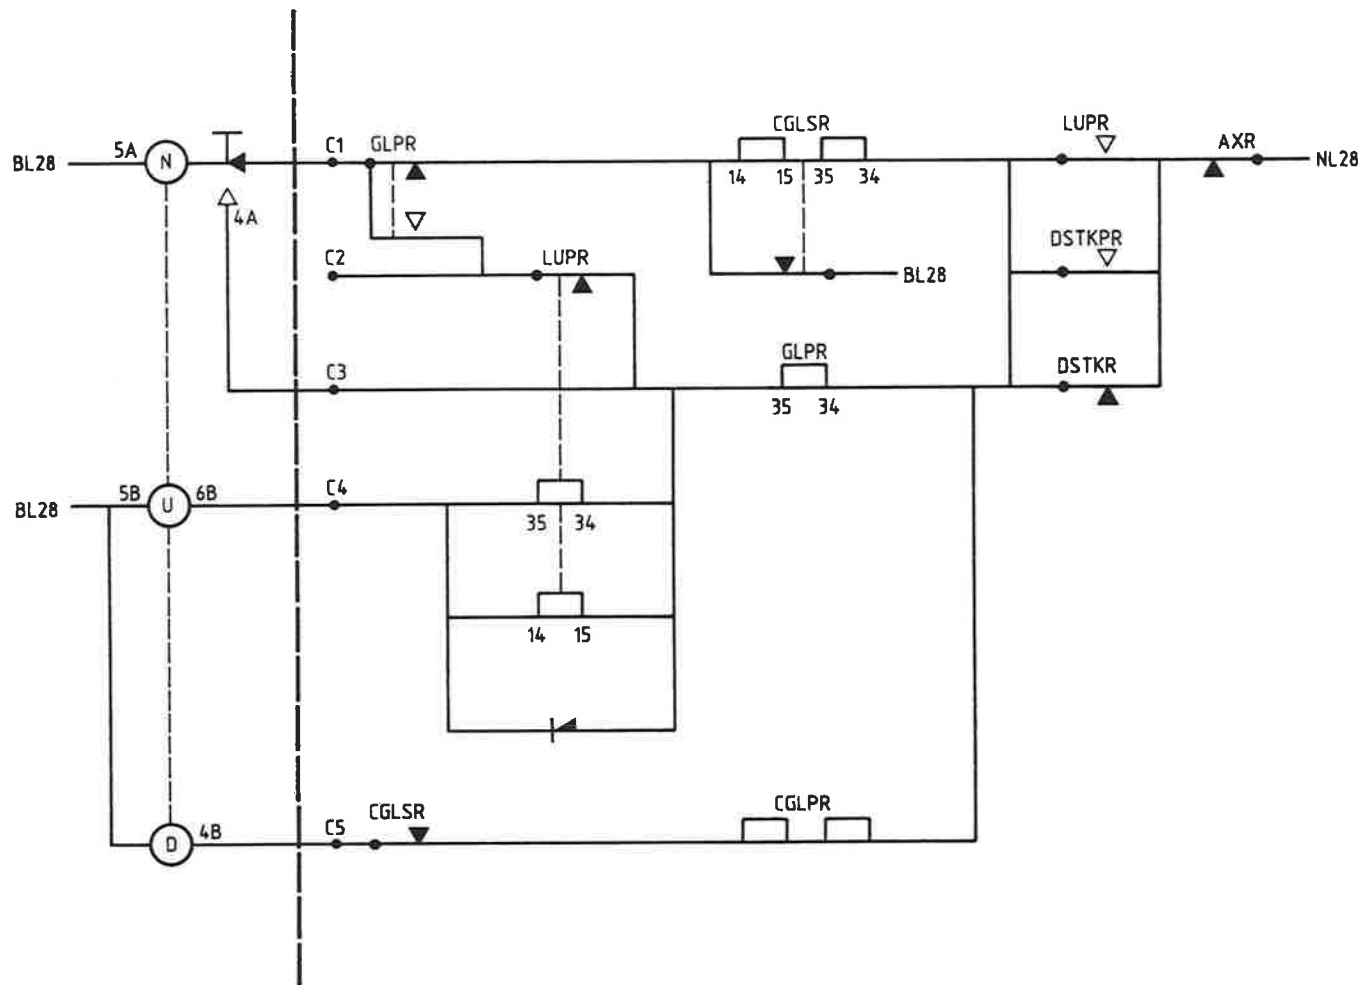 CGLSR
LUPR
AXR
C1
GLPR
5A
BL28
N
NL28
14
15
35
34
4A
DSTKPR
C2
LUPR
BL28
GLPR
DSTKR
C3
35
34
C4
5B
U
6B
BL28
35
34
14
15
CGLPR
CGLSR
C5
4B
D